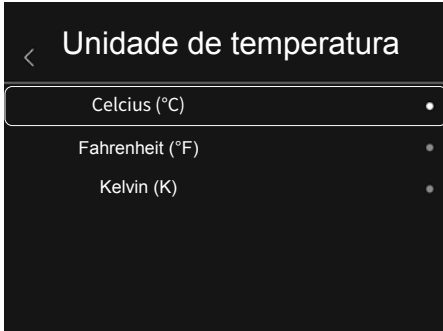 Unidade de temperatura
Celcius (°C)
Fahrenheit (°F)
Kelvin (K)